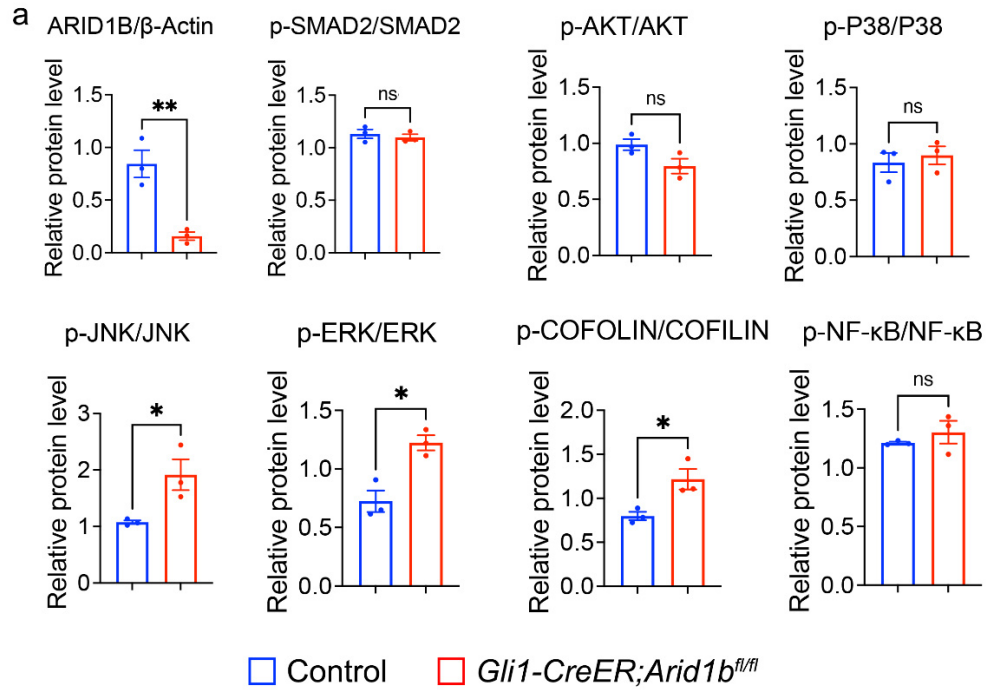 a
ARID1B/β-Actin
p-SMAD2/SMAD2
p-AKT/AKT
p-P38/P38
Relative protein level
1.5
1.0
0.5
0.0
**
Relative protein level
1.5
1.0
0.5
0.0
ns
Relative protein level
1.5
1.0
0.5
0.0
ns
Relative protein level
1.5
1.0
0.5
0.0
ns
p-JNK/JNK
p-ERK/ERK
p-COFOLIN/COFILIN
p-NF-κB/NF-κB
Relative protein level
3
2
1
0
*
Relative protein level
1.5
1.0
0.5
0.0
*
Relative protein level
2.0
1.5
1.0
0.5
0.0
*
Relative protein level
1.5
1.0
0.5
0.0
ns
Control
Gli1-CreER;Arid1b^fl/fl